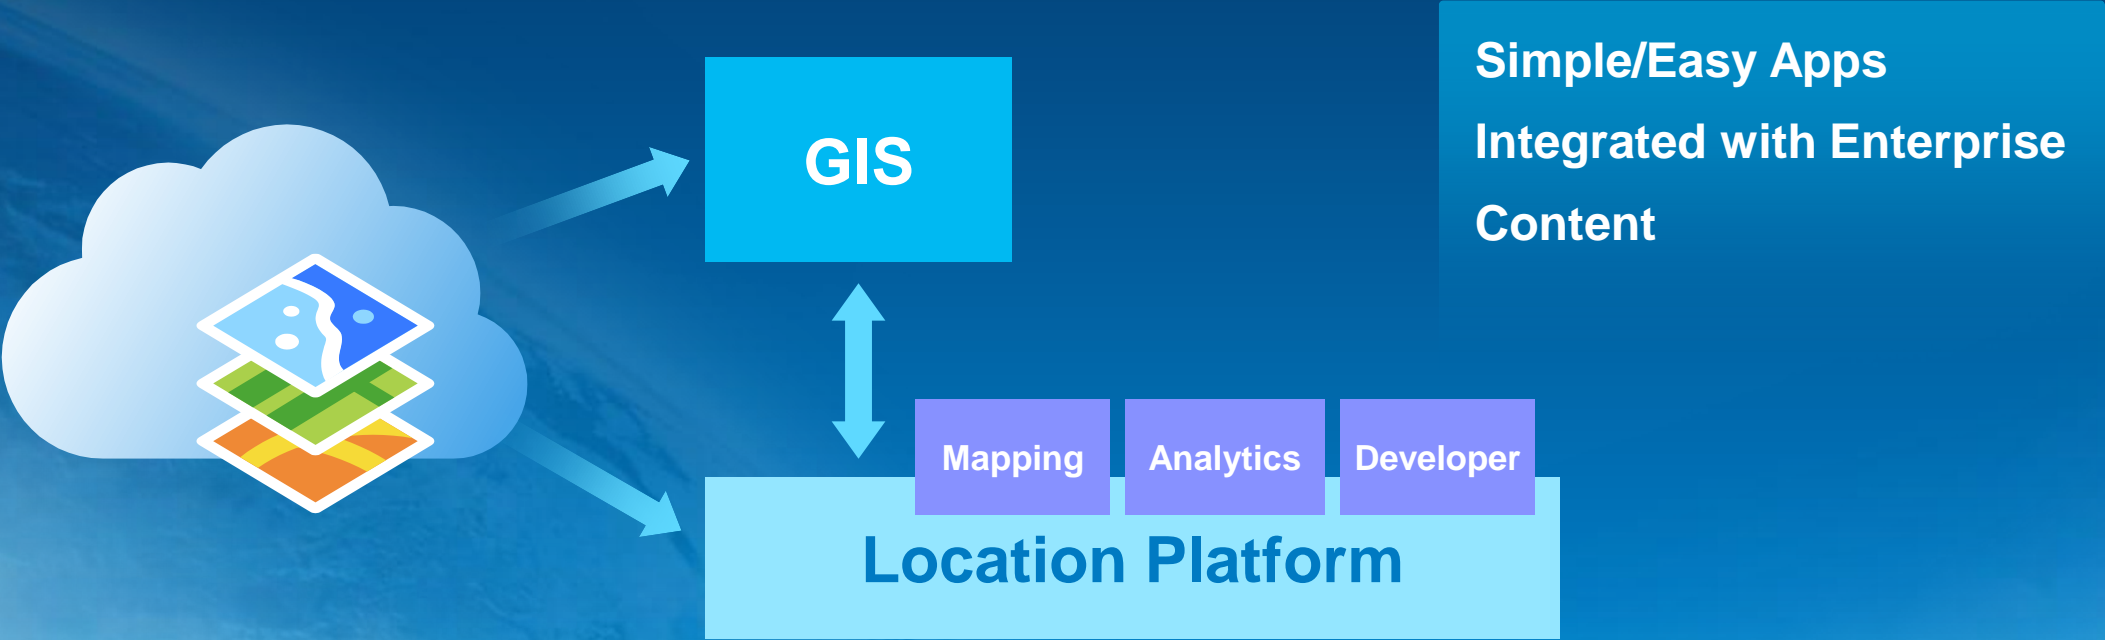 Simple/Easy Apps
Integrated with Enterprise
Content
GIS
Mapping
Analytics
Developer
Location Platform